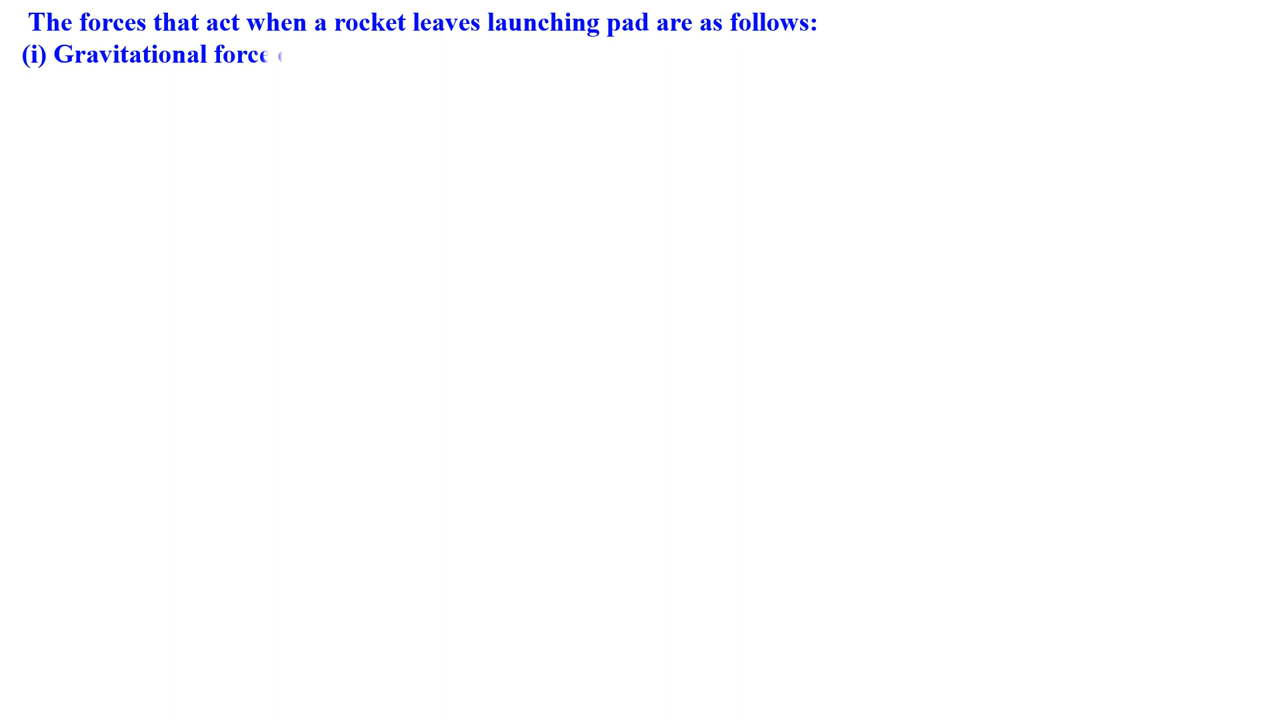 The forces that act when a rocket leaves launching pad are as follows:
(i) Gravitational force